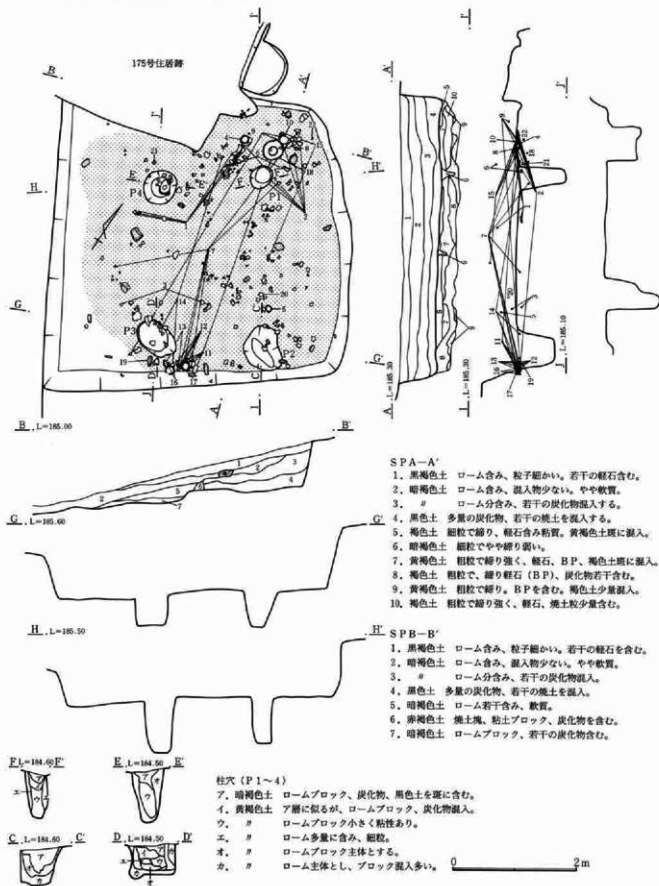 175号住居跡
B
A'
J'
B'
H'
H
E
E'
P4
P1
G
P3
P2
G'
J
A
I
C
D
A'
I'
J'
B'
H'
G'
A L=185.30
I L=185.30
J L=185.10
B L=185.00
B'
G L=185.60
G'
H L=185.50
H'
SPA-A'
1. 黒褐色土 ローム含み、粒子細かい。若干の軽石含む。
2. 暗褐色土 ローム含み、混入物少ない。やや軟質。
3. 〃 ローム分含み、若干の炭化物混入する。
4. 黒色土 多量の炭化物、若干の焼土を混入する。
5. 褐色土 細粒で締り、軽石含み粘質。黄褐色土斑に混入。
6. 暗褐色土 細粒でやや締り弱い。
7. 黄褐色土 粗粒で締り強く、軽石、BP、褐色土斑に混入。
8. 褐色土 粗粒で、締り軽石(BP)、炭化物若干含む。
9. 黄褐色土 粗粒で締り。BPを含む。褐色土少量混入。
10. 褐色土 粗粒で締り強く、軽石、焼土粒少量含む。
SPB-B'
1. 黒褐色土 ローム含み、粒子細かい。若干の軽石を含む。
2. 暗褐色土 ローム含み、混入物少ない。やや軟質。
3. 〃 ローム分含み、若干の炭化物混入。
4. 黒色土 多量の炭化物、若干の焼土を混入。
5. 暗褐色土 ローム若干含み、軟質。
6. 赤褐色土 焼土塊、粘土ブロック、炭化物を含む。
7. 暗褐色土 ロームブロック、若干の炭化物含む。
F L=184.60 F'
E L=184.50 E'
C L=184.60 C'
D L=184.50 D'
柱穴(P1〜4)
ア. 暗褐色土 ロームブロック、炭化物、黒色土を斑に含む。
イ. 黄褐色土 ア層に似るが、ロームブロック、炭化物混入。
ウ. 〃 ロームブロック小さく粘性あり。
エ. 〃 ローム多量に含み、細粒。
オ. 〃 ロームブロック主体とする。
カ. 〃 ローム主体とし、ブロック混入多い。
0 2m